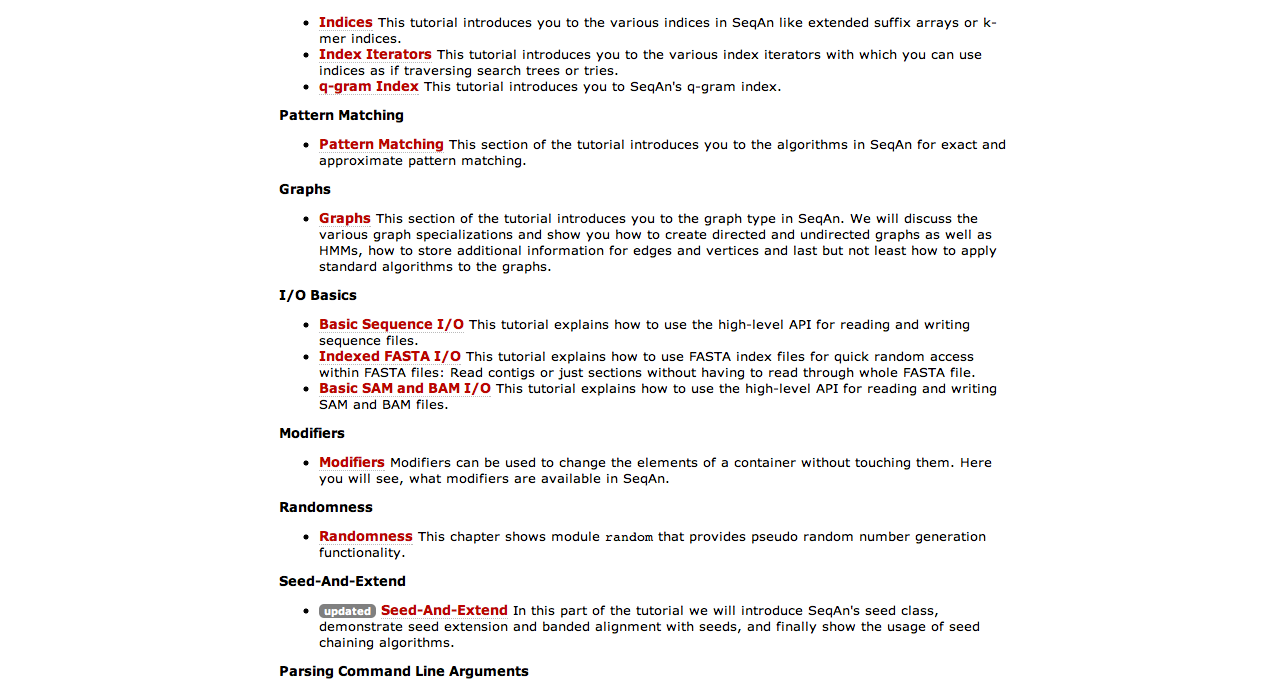 Indices This tutorial introduces you to the various indices in SeqAn like extended suffix arrays or k-
mer indices.
Index Iterators This tutorial introduces you to the various index iterators with which you can use
indices as if traversing search trees or tries.
q-gram Index This tutorial introduces you to SeqAn's q-gram index.
Pattern Matching
Pattern Matching This section of the tutorial introduces you to the algorithms in SeqAn for exact and
approximate pattern matching.
Graphs
Graphs This section of the tutorial introduces you to the graph type in SeqAn. We will discuss the
various graph specializations and show you how to create directed and undirected graphs as well as
HMMs, how to store additional information for edges and vertices and last but not least how to apply
standard algorithms to the graphs.
I/O Basics
Basic Sequence I/O This tutorial explains how to use the high-level API for reading and writing
sequence files.
Indexed FASTA I/O This tutorial explains how to use FASTA index files for quick random access
within FASTA files: Read contigs or just sections without having to read through whole FASTA file.
Basic SAM and BAM I/O This tutorial explains how to use the high-level API for reading and writing
SAM and BAM files.
Modifiers
Modifiers Modifiers can be used to change the elements of a container without touching them. Here
you will see, what modifiers are available in SeqAn.
Randomness
Randomness This chapter shows module random that provides pseudo random number generation
functionality.
Seed-And-Extend
updated Seed-And-Extend In this part of the tutorial we will introduce SeqAn's seed class,
demonstrate seed extension and banded alignment with seeds, and finally show the usage of seed
chaining algorithms.
Parsing Command Line Arguments